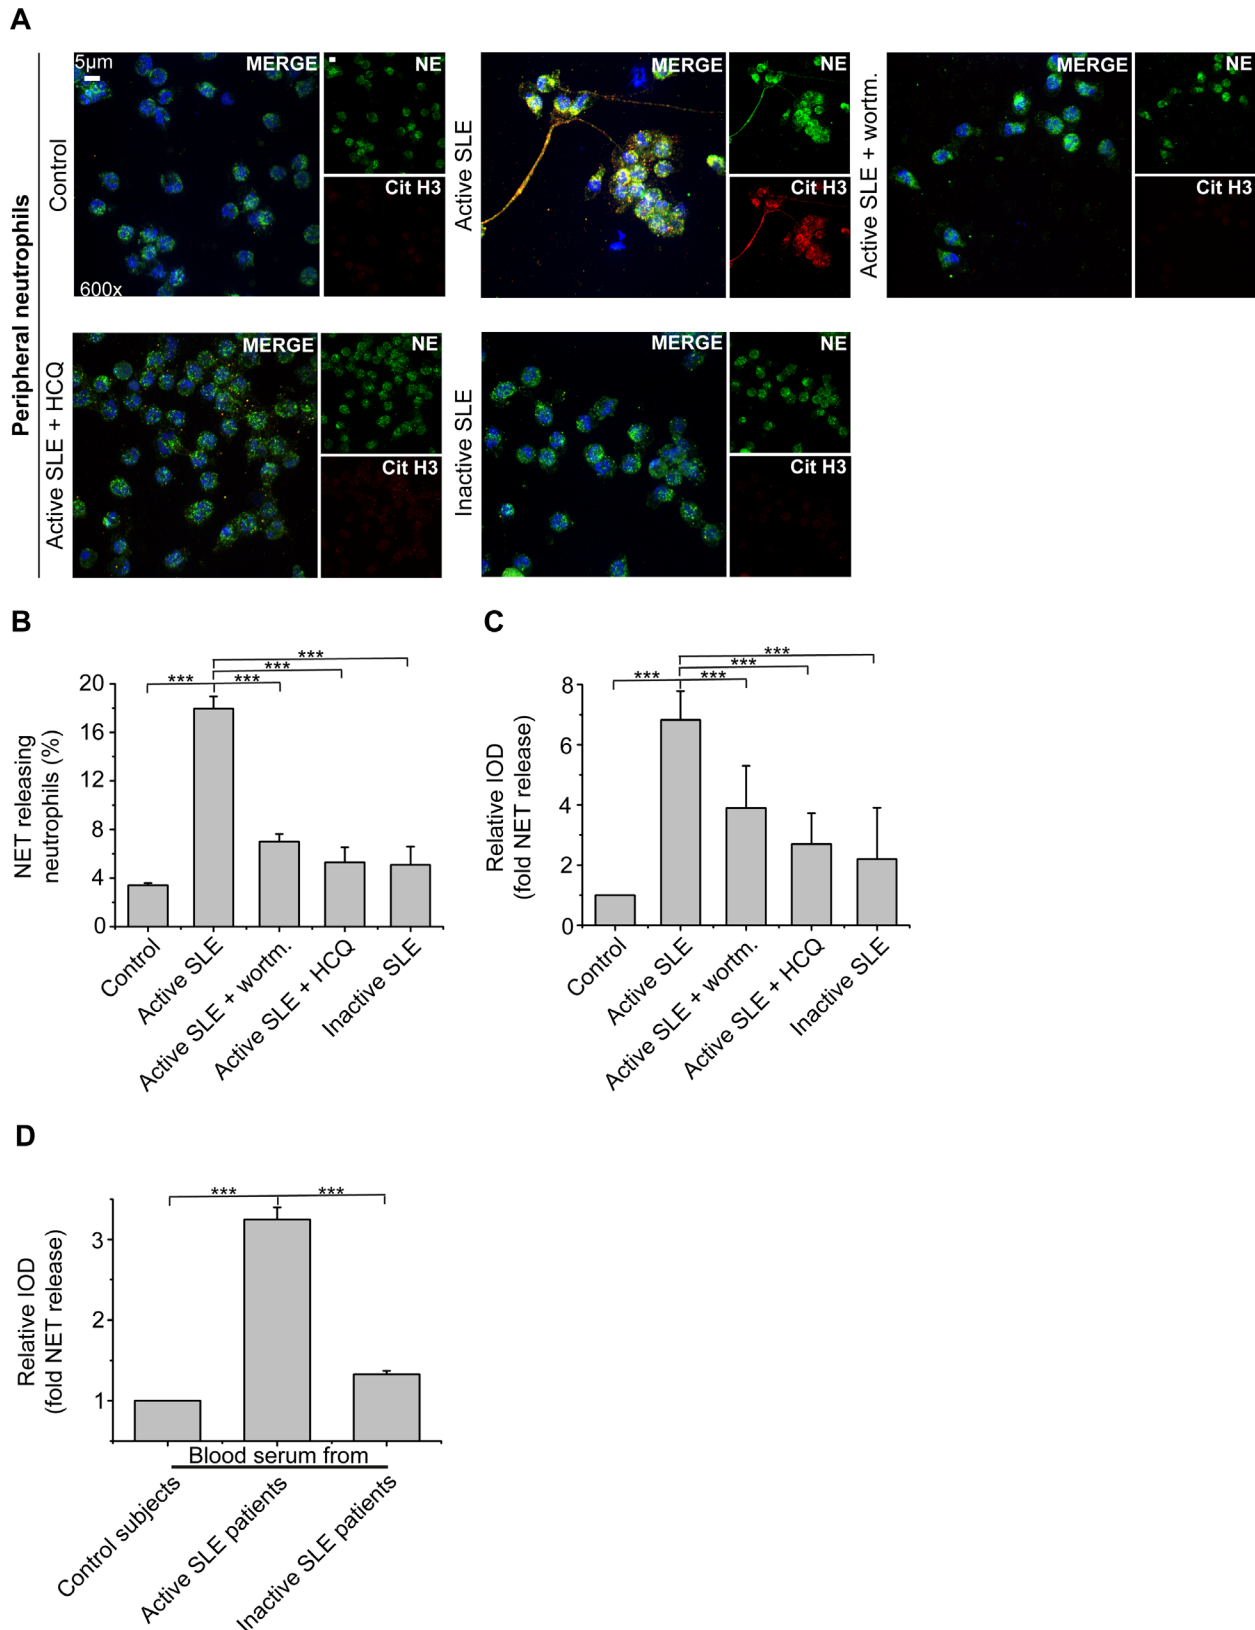 A
Peripheral neutrophils
Control
5µm
MERGE
NE
Cit H3
600x
Active SLE
MERGE
NE
Cit H3
Active SLE + wortm.
MERGE
NE
Cit H3
Active SLE + HCQ
MERGE
NE
Cit H3
Inactive SLE
MERGE
NE
Cit H3
B
NET releasing
neutrophils (%)
***
***
***
***
20
16
12
8
4
0
Control
Active SLE
Active SLE + wortm.
Active SLE + HCQ
Inactive SLE
C
Relative IOD
(fold NET release)
***
***
***
***
8
6
4
2
0
Control
Active SLE
Active SLE + wortm.
Active SLE + HCQ
Inactive SLE
D
Relative IOD
(fold NET release)
*** ***
3
2
1
Blood serum from
Control subjects
Active SLE patients
Inactive SLE patients